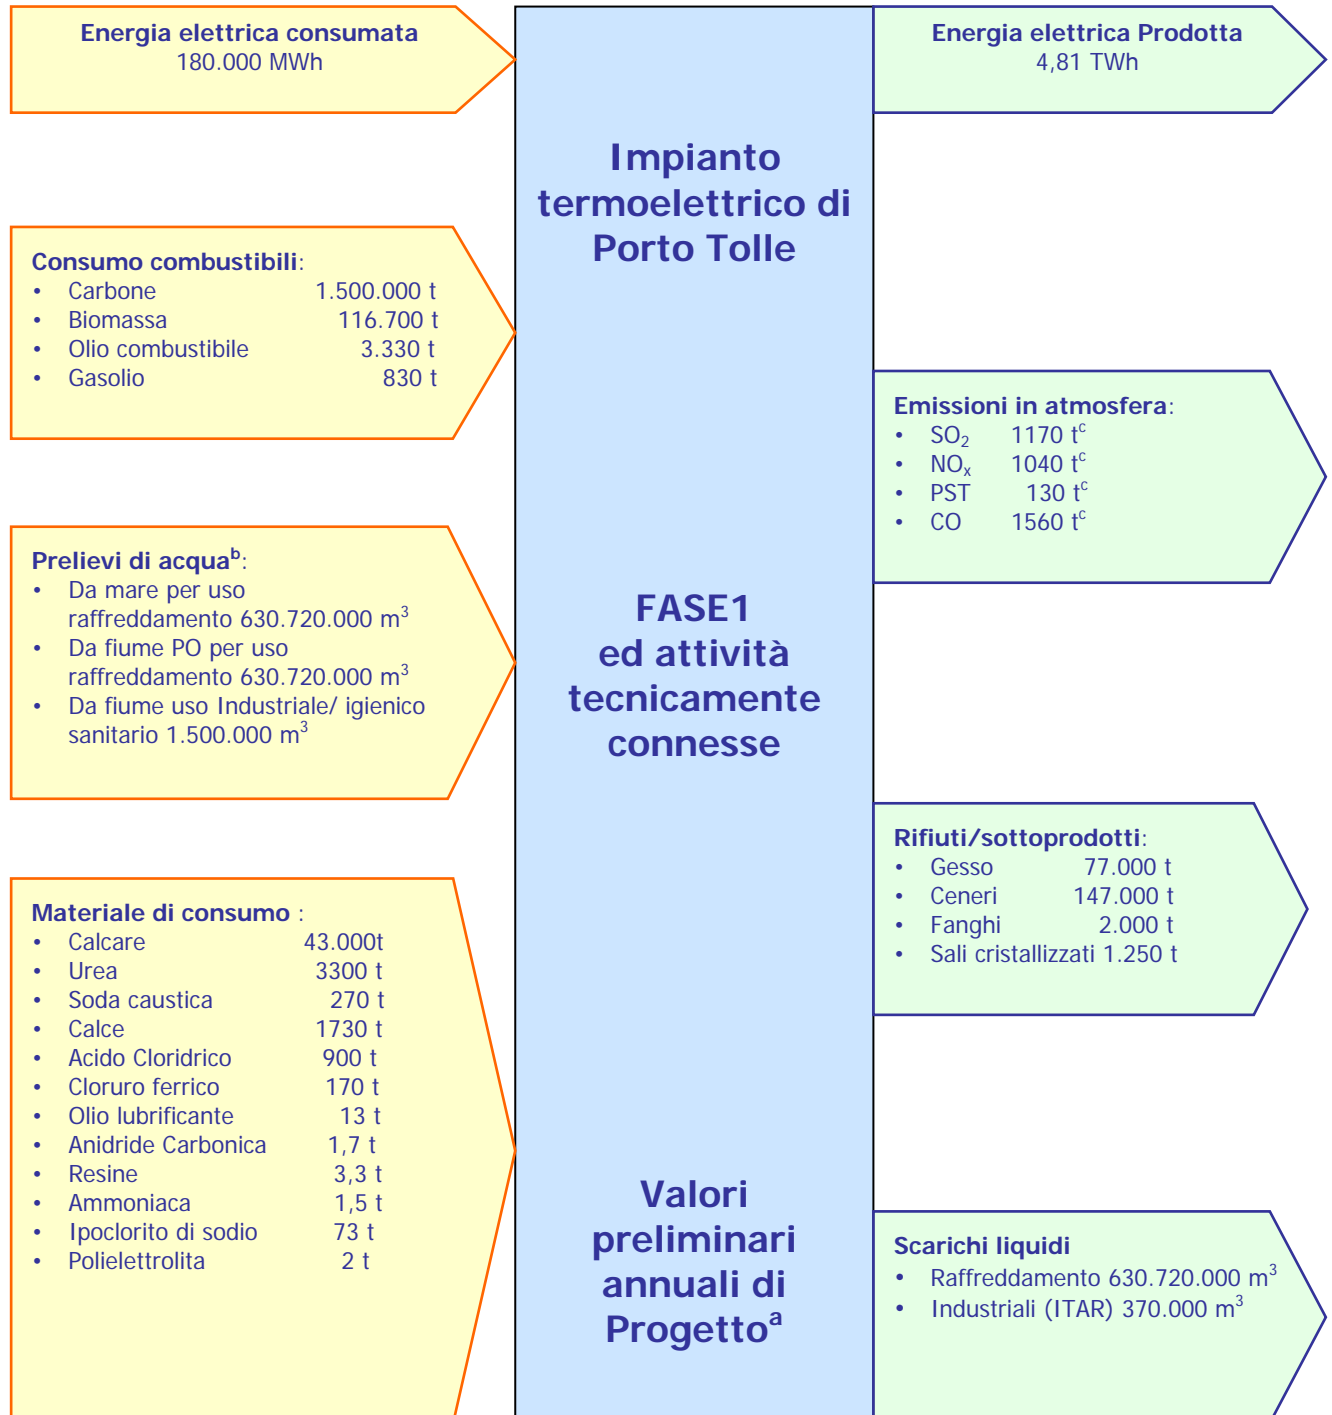 Energia elettrica consumata
180.000 MWh
Consumo combustibili:
• Carbone 1.500.000 t
• Biomassa 116.700 t
• Olio combustibile 3.330 t
• Gasolio 830 t
Prelievi di acquaᵇ:
• Da mare per uso
raffreddamento 630.720.000 m³
• Da fiume PO per uso
raffreddamento 630.720.000 m³
• Da fiume uso Industriale/ igienico
sanitario 1.500.000 m³
Materiale di consumo :
• Calcare 43.000t
• Urea 3300 t
• Soda caustica 270 t
• Calce 1730 t
• Acido Cloridrico 900 t
• Cloruro ferrico 170 t
• Olio lubrificante 13 t
• Anidride Carbonica 1,7 t
• Resine 3,3 t
• Ammoniaca 1,5 t
• Ipoclorito di sodio 73 t
• Polielettrolita 2 t
Impianto
termoelettrico di
Porto Tolle
FASE1
ed attività
tecnicamente
connesse
Valori
preliminari
annuali di
Progettoᵃ
Energia elettrica Prodotta
4,81 TWh
Emissioni in atmosfera:
• SO₂ 1170 tᶜ
• NOₓ 1040 tᶜ
• PST 130 tᶜ
• CO 1560 tᶜ
Rifiuti/sottoprodotti:
• Gesso 77.000 t
• Ceneri 147.000 t
• Fanghi 2.000 t
• Sali cristallizzati 1.250 t
Scarichi liquidi
• Raffreddamento 630.720.000 m³
• Industriali (ITAR) 370.000 m³